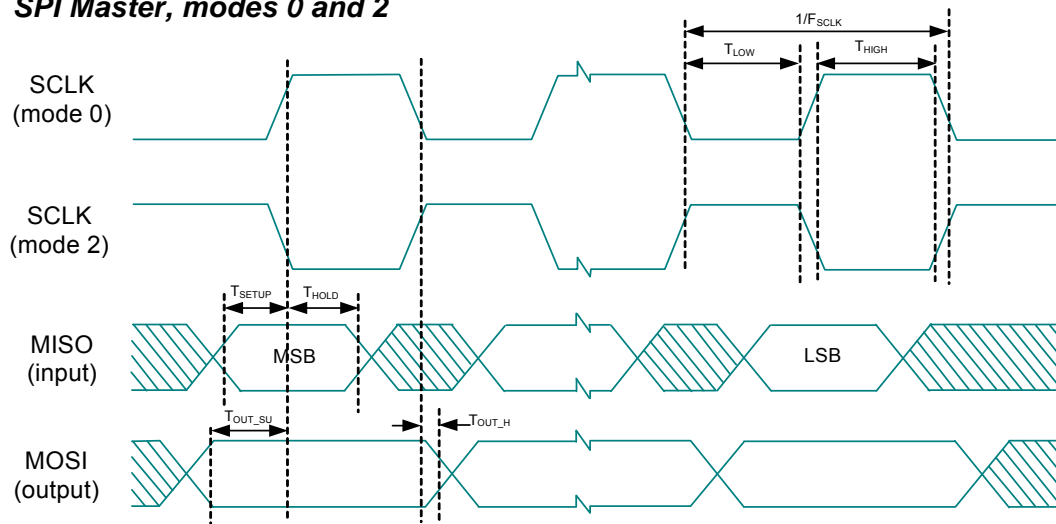 SPI Master, modes 0 and 2
1/FSCLK
TLOW
THIGH
SCLK
(mode 0)
SCLK
(mode 2)
TSETUP
THOLD
MISO
(input)
MSB
LSB
TOUT_SU
TOUT_H
MOSI
(output)